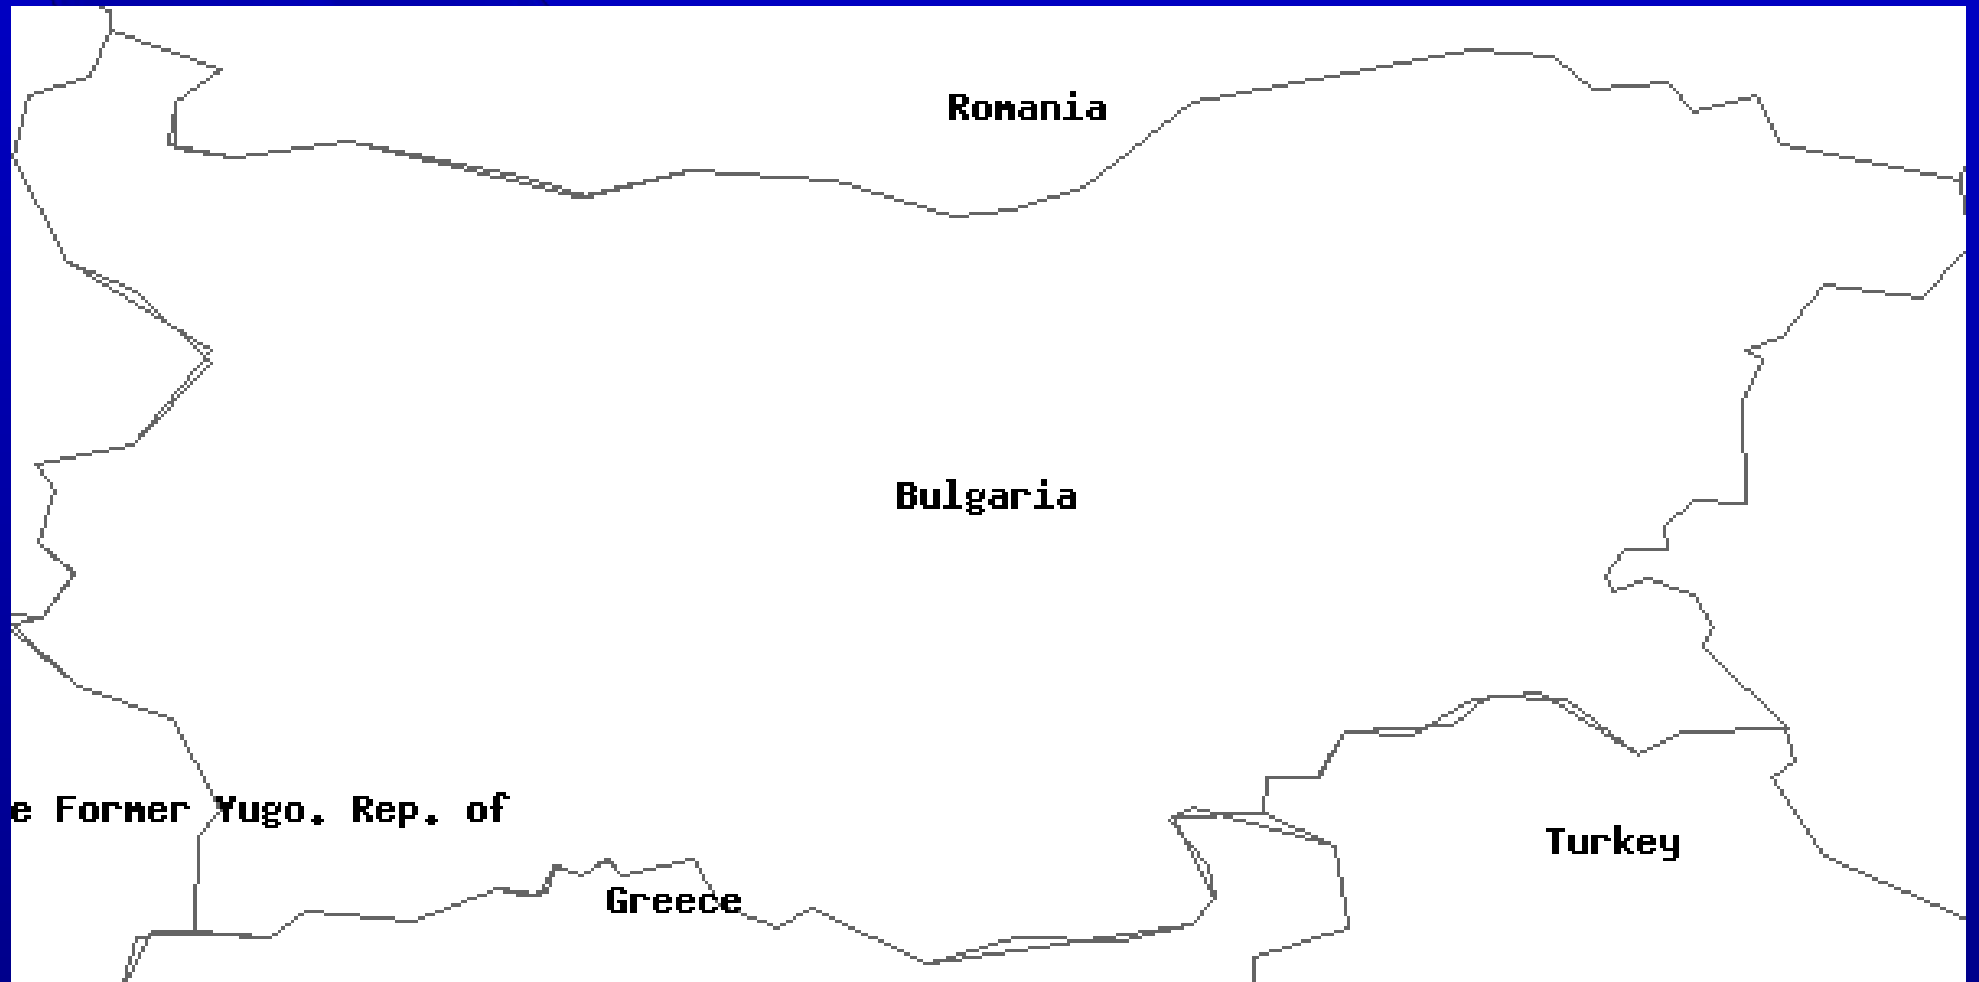 Romania
Bulgaria
e Former Yugo. Rep. of
Turkey
Greece